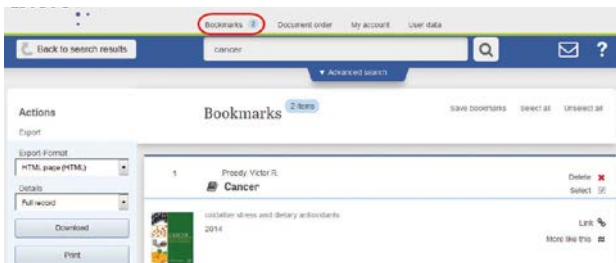 Bookmarks 2 Document order My account User data
Back to search results
cancer
?
▼ Advanced search
Actions
Bookmarks 2 items
Save bookmarks Select all Unselect all
Export
Export-Format
HTML page (HTML)
Details
Full record
Download
Print
1
Preedy, Victor R.
Cancer
oxidative stress and dietary antioxidants
2014
Delete
Select
Link
More like this